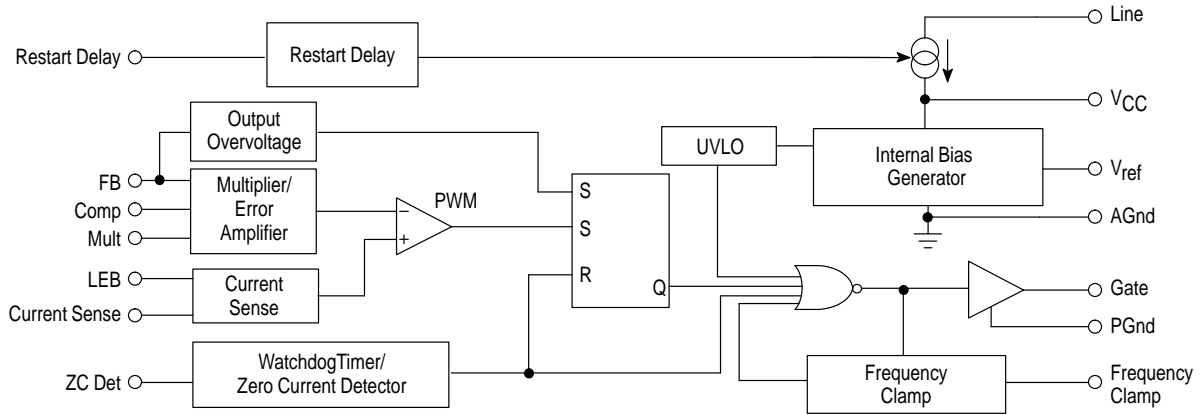 Line
Restart Delay
Restart Delay
VCC
Output
Overvoltage
UVLO
Internal Bias
Generator
Vref
FB
Multiplier/
Error
Amplifier
Comp
Mult
PWM
−
+
S
S
R
Q
AGnd
LEB
Current
Sense
Current Sense
Gate
PGnd
ZC Det
WatchdogTimer/
Zero Current Detector
Frequency
Clamp
Frequency
Clamp